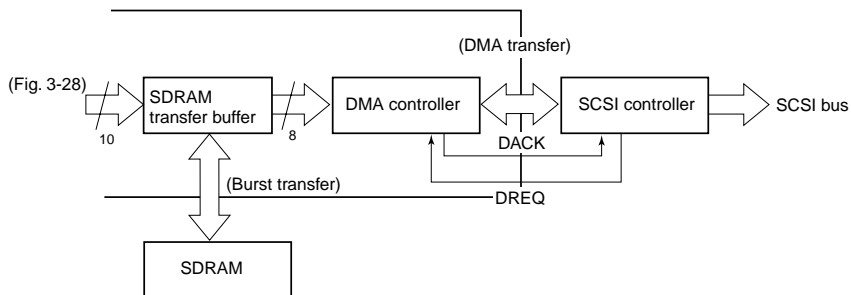 (DMA transfer)
(Fig. 3-28)
SDRAM
transfer buffer
DMA controller
SCSI controller
SCSI bus
10
8
DACK
(Burst transfer)
DREQ
SDRAM